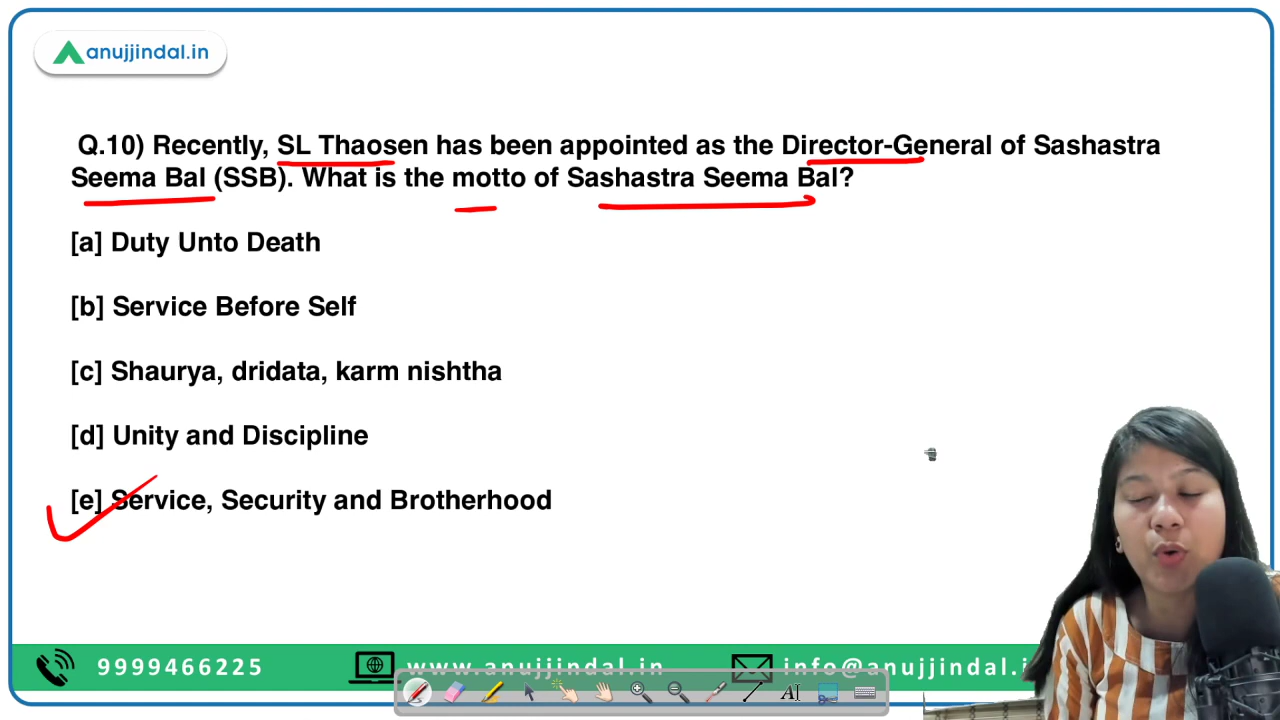 anujjindal.in
Q.10) Recently, SL Thaosen has been appointed as the Director-General of Sashastra
Seema Bal (SSB). What is the motto of Sashastra Seema Bal?
[a] Duty Unto Death
[b] Service Before Self
[c] Shaurya, dridata, karm nishtha
[d] Unity and Discipline
[e] Service, Security and Brotherhood
9999466225 www.anujjindal.in info@anujjindal.i
AI